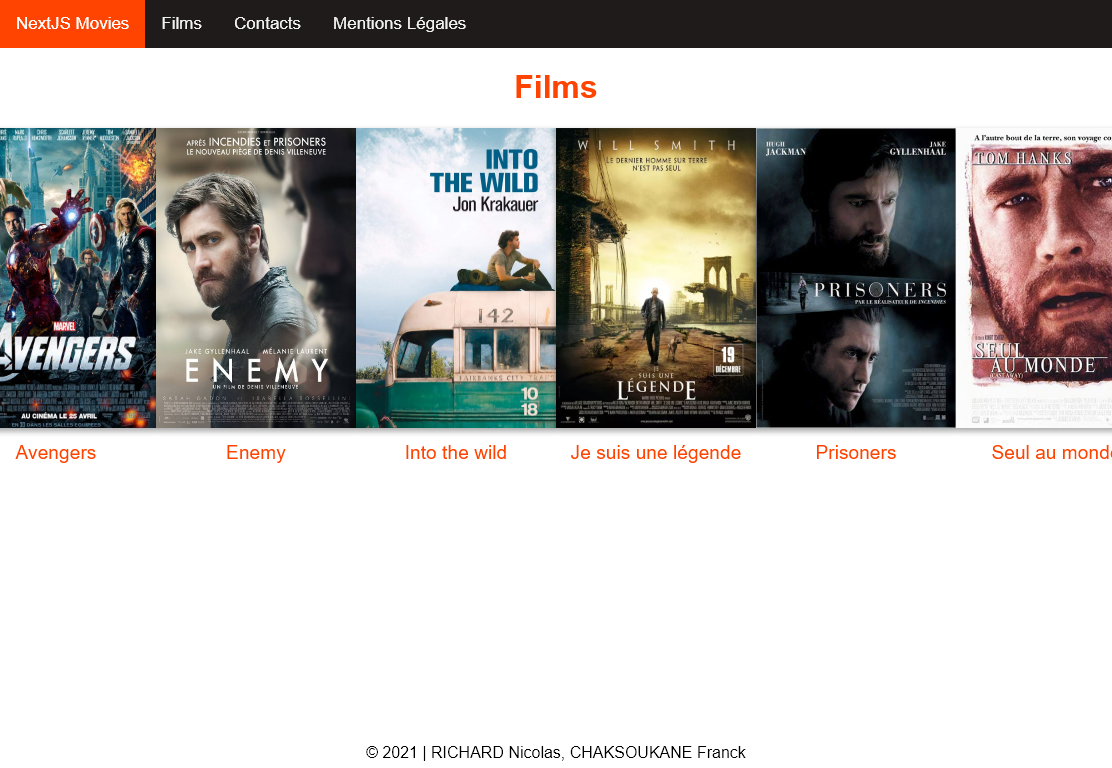 NextJS Movies Films Contacts Mentions Légales
Films
MARVEL
AVENGERS
AU CINÉMA LE 25 AVRIL
APRÈS INCENDIES ET PRISONERS
LE NOUVEAU PIÈGE DE DENIS VILLENEUVE
JAKE GYLLENHAAL MÉLANIE LAURENT
ENEMY
UN FILM DE DENIS VILLENEUVE
INTO
THE WILD
Jon Krakauer
142
FAIRBANKS CITY TRAN
10
18
WILL SMITH
LE DERNIER HOMME SUR TERRE
N'EST PAS SEUL
19
DÉCEMBRE
JE SUIS UNE
LÉGENDE
HUGH
JACKMAN
JAKE
GYLLENHAAL
PRISONERS
PAR LE RÉALISATEUR DE INCENDIES
A l'autre bout de la terre, son voyage co
TOM HANKS
SEUL
AU MONDE
(CAST AWAY)
Avengers
Enemy
Into the wild
Je suis une légende
Prisoners
Seul au monde
© 2021 | RICHARD Nicolas, CHAKSOUKANE Franck